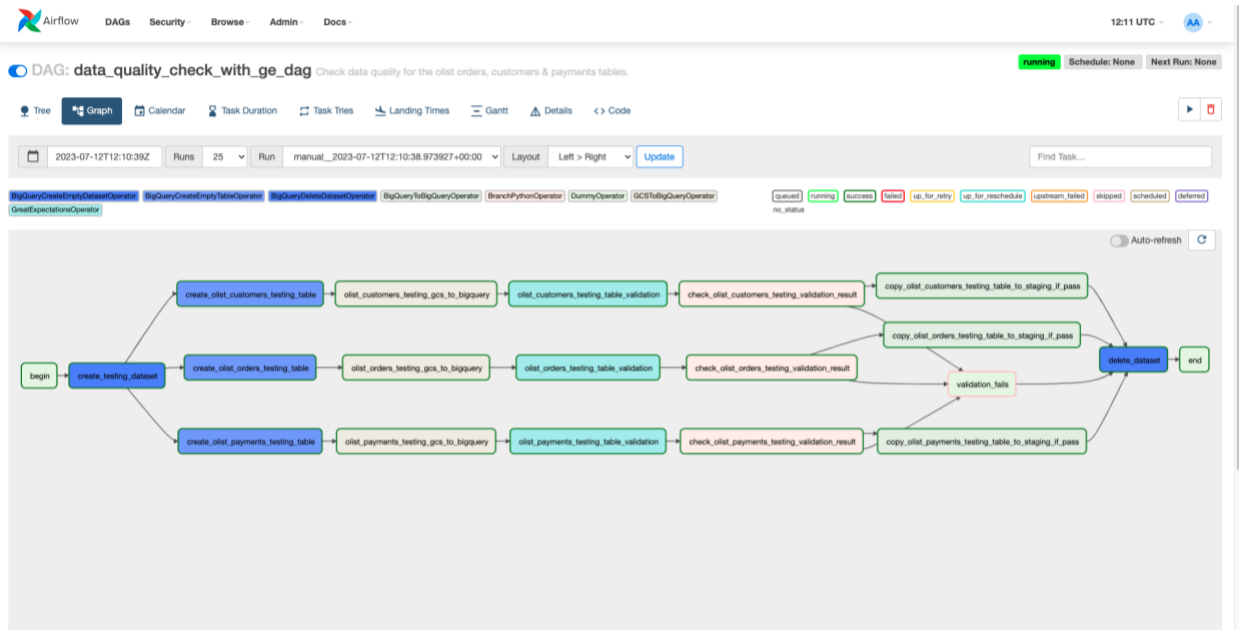 Airflow DAGs Security Browse Admin Docs 12:11 UTC AA
DAG: data_quality_check_with_ge_dag Check data quality for the olist orders, customers & payments tables. running Schedule: None Next Run: None
Tree Graph Calendar Task Duration Task Tries Landing Times Gantt Details <> Code
2023-07-12T12:10:39Z Runs 25 Run manual__2023-07-12T12:10:38.973927+00:00 Layout Left > Right Update Find Task...
BigQueryCreateEmptyDatasetOperator BigQueryCreateEmptyTableOperator BigQueryDeleteDatasetOperator BigQueryToBigQueryOperator BranchPythonOperator DummyOperator GCSToBigQueryOperator queued running success failed up_for_retry up_for_reschedule upstream_failed skipped scheduled deferred
GreatExpectationsOperator no_status
Auto-refresh
create_olist_customers_testing_table olist_customers_testing_gcs_to_bigquery olist_customers_testing_table_validation check_olist_customers_testing_validation_result copy_olist_customers_testing_table_to_staging_if_pass
copy_olist_orders_testing_table_to_staging_if_pass
begin create_testing_dataset create_olist_orders_testing_table olist_orders_testing_gcs_to_bigquery olist_orders_testing_table_validation check_olist_orders_testing_validation_result delete_dataset end
validation_fails
create_olist_payments_testing_table olist_payments_testing_gcs_to_bigquery olist_payments_testing_table_validation check_olist_payments_testing_validation_result copy_olist_payments_testing_table_to_staging_if_pass